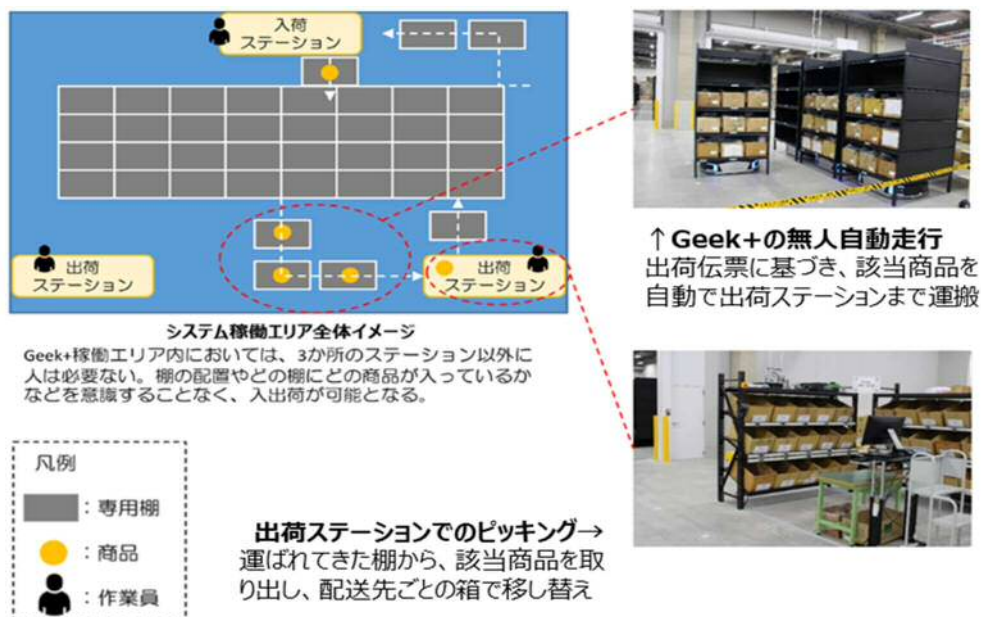 入荷
ステーション
出荷
ステーション
出荷
ステーション
システム稼働エリア全体イメージ
Geek+稼働エリア内においては、3か所のステーション以外に
人は必要ない。棚の配置やどの棚にどの商品が入っているか
などを意識することなく、入出荷が可能となる。
↑Geek+の無人自動走行
出荷伝票に基づき、該当商品を
自動で出荷ステーションまで運搬
凡例
：専用棚
：商品
：作業員
出荷ステーションでのピッキング→
運ばれてきた棚から、該当商品を取
り出し、配送先ごとの箱で移し替え